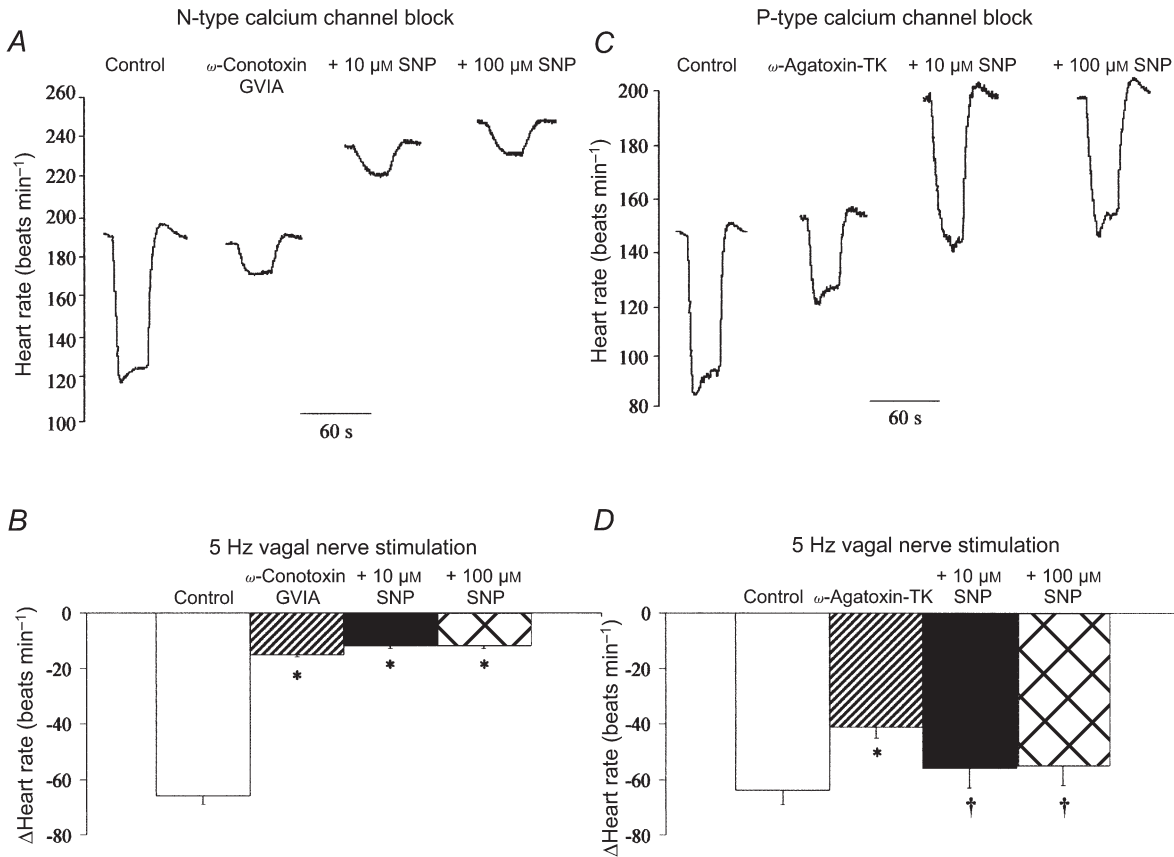 N-type calcium channel block
A
Control
ω-Conotoxin
GVIA
+ 10 µM SNP
+ 100 µM SNP
260
240
220
200
180
160
140
120
100
Heart rate (beats min⁻¹)
60 s
P-type calcium channel block
C
Control
ω-Agatoxin-TK
+ 10 µM SNP
+ 100 µM SNP
200
180
160
140
120
100
80
Heart rate (beats min⁻¹)
60 s
B
5 Hz vagal nerve stimulation
Control
ω-Conotoxin
GVIA
+ 10 µM
SNP
+ 100 µM
SNP
0
-20
-40
-60
-80
ΔHeart rate (beats min⁻¹)
*
*
*
D
5 Hz vagal nerve stimulation
Control
ω-Agatoxin-TK
+ 10 µM
SNP
+ 100 µM
SNP
0
-20
-40
-60
-80
ΔHeart rate (beats min⁻¹)
*
†
†